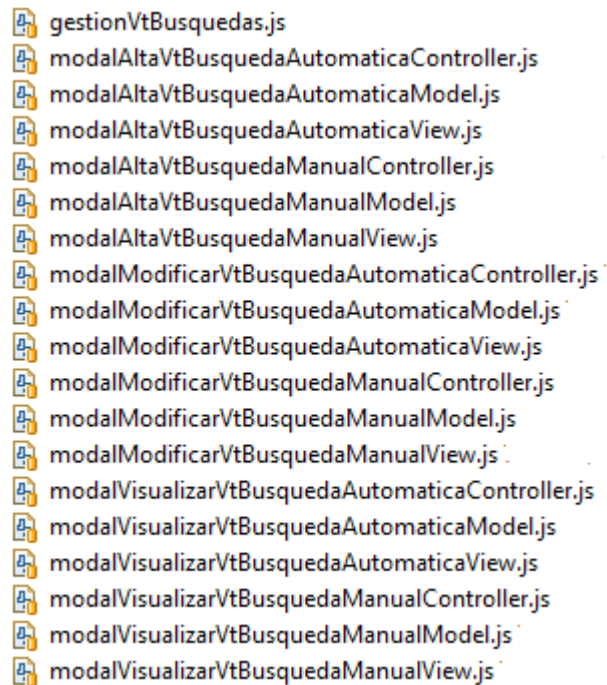 gestionVtBusquedas.js
modalAltaVtBusquedaAutomaticaController.js
modalAltaVtBusquedaAutomaticaModel.js
modalAltaVtBusquedaAutomaticaView.js
modalAltaVtBusquedaManualController.js
modalAltaVtBusquedaManualModel.js
modalAltaVtBusquedaManualView.js
modalModificarVtBusquedaAutomaticaController.js
modalModificarVtBusquedaAutomaticaModel.js
modalModificarVtBusquedaAutomaticaView.js
modalModificarVtBusquedaManualController.js
modalModificarVtBusquedaManualModel.js
modalModificarVtBusquedaManualView.js
modalVisualizarVtBusquedaAutomaticaController.js
modalVisualizarVtBusquedaAutomaticaModel.js
modalVisualizarVtBusquedaAutomaticaView.js
modalVisualizarVtBusquedaManualController.js
modalVisualizarVtBusquedaManualModel.js
modalVisualizarVtBusquedaManualView.js